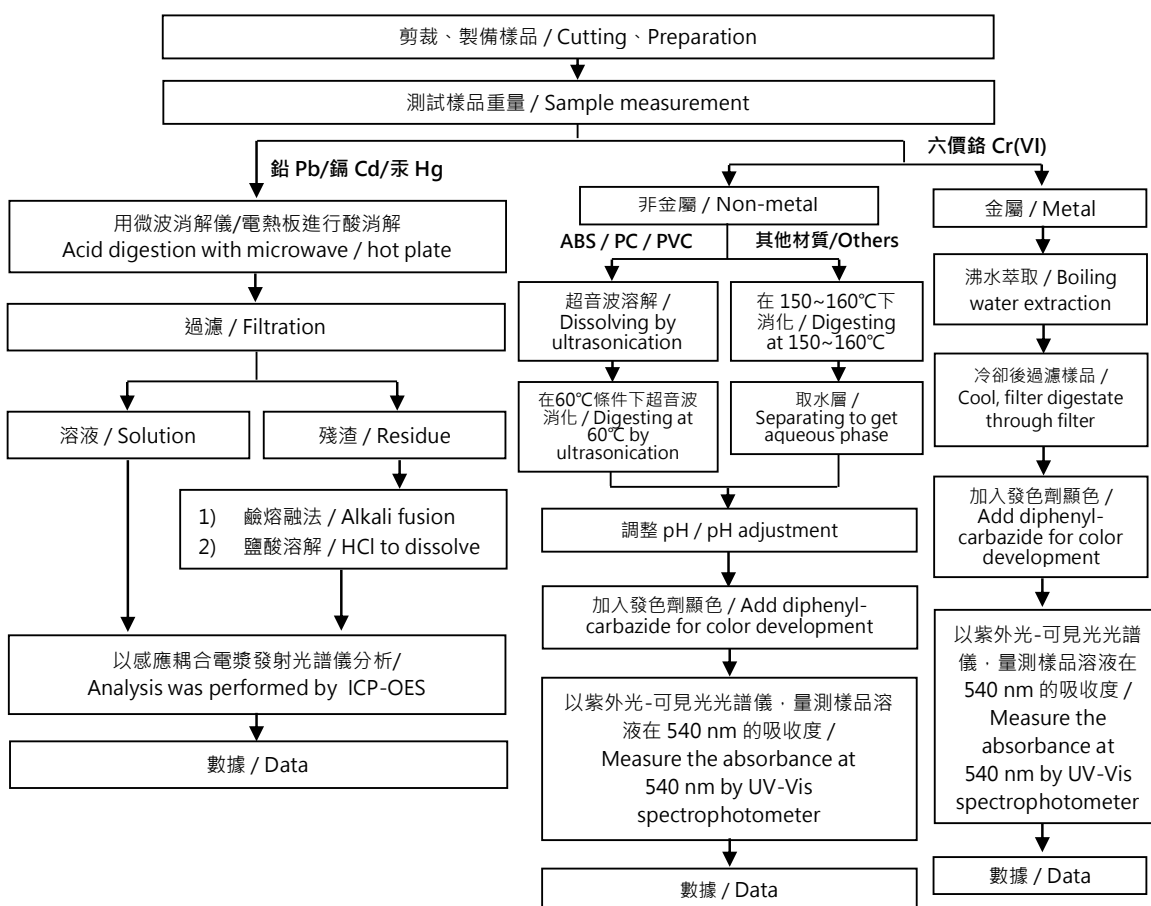 剪裁、製備樣品 / Cutting、Preparation
測試樣品重量 / Sample measurement
鉛 Pb/鎘 Cd/汞 Hg
六價鉻 Cr(VI)
用微波消解儀/電熱板進行酸消解
Acid digestion with microwave / hot plate
過濾 / Filtration
溶液 / Solution
殘渣 / Residue
1) 鹼熔融法 / Alkali fusion
2) 鹽酸溶解 / HCl to dissolve
以感應耦合電漿發射光譜儀分析/
Analysis was performed by ICP-OES
數據 / Data
非金屬 / Non-metal
ABS / PC / PVC
其他材質/Others
超音波溶解 /
Dissolving by
ultrasonication
在60℃條件下超音波
消化 / Digesting at
60℃ by
ultrasonication
在 150~160℃下
消化 / Digesting
at 150~160℃
取水層 /
Separating to get
aqueous phase
調整 pH / pH adjustment
加入發色劑顯色 / Add diphenyl-
carbazide for color development
以紫外光-可見光光譜儀，量測樣品溶
液在 540 nm 的吸收度 /
Measure the absorbance at
540 nm by UV-Vis
spectrophotometer
數據 / Data
金屬 / Metal
沸水萃取 / Boiling
water extraction
冷卻後過濾樣品 /
Cool, filter digestate
through filter
加入發色劑顯色 /
Add diphenyl-
carbazide for color
development
以紫外光-可見光光譜
儀，量測樣品溶液在
540 nm 的吸收度 /
Measure the
absorbance at
540 nm by UV-Vis
spectrophotometer
數據 / Data